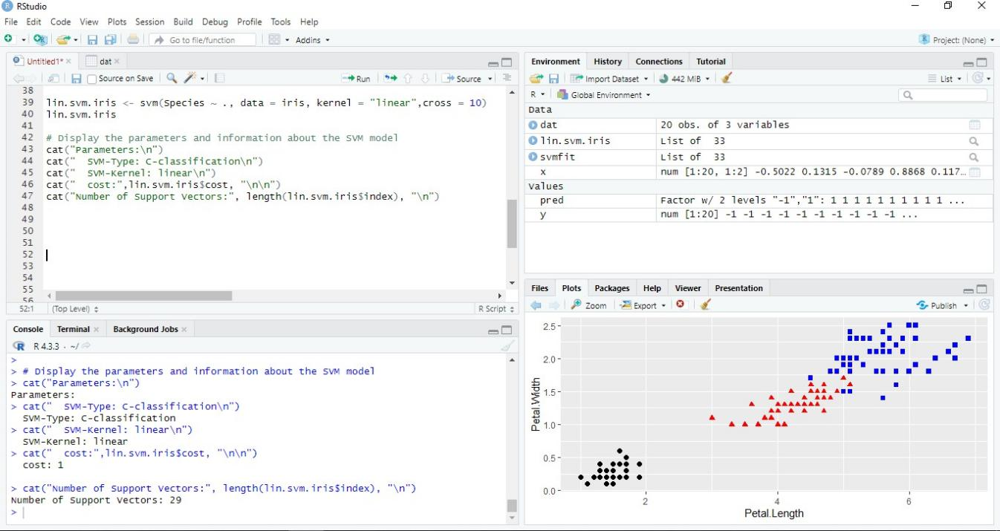 RStudio
File Edit Code View Plots Session Build Debug Profile Tools Help
Go to file/function Addins Project: (None)
Untitled1* dat
Source on Save Run Source
38
39 lin.svm.iris <- svm(Species ~ ., data = iris, kernel = "linear",cross = 10)
40 lin.svm.iris
41
42 # Display the parameters and information about the SVM model
43 cat("Parameters:\n")
44 cat("   SVM-Type: C-classification\n")
45 cat("   SVM-Kernel: linear\n")
46 cat("   cost:",lin.svm.iris$cost, "\n\n")
47 cat("Number of Support Vectors:", length(lin.svm.iris$index), "\n")
48
49
50
51
52
53
54
55
56
52:1 (Top Level) R Script
Console Terminal Background Jobs
R R 4.3.3 · ~/
>
> # Display the parameters and information about the SVM model
> cat("Parameters:\n")
Parameters:
> cat("   SVM-Type: C-classification\n")
   SVM-Type: C-classification
> cat("   SVM-Kernel: linear\n")
   SVM-Kernel: linear
> cat("   cost:",lin.svm.iris$cost, "\n\n")
   cost: 1
> cat("Number of Support Vectors:", length(lin.svm.iris$index), "\n")
Number of Support Vectors: 29
>
Environment History Connections Tutorial
Import Dataset 442 MiB List
R Global Environment
Data
dat 20 obs. of 3 variables
lin.svm.iris List of 33
svmfit List of 33
x num [1:20, 1:2] -0.5022 0.1315 -0.0789 0.8868 0.117…
Values
pred Factor w/ 2 levels "-1","1": 1 1 1 1 1 1 1 1 1 1 ...
y num [1:20] -1 -1 -1 -1 -1 -1 -1 -1 -1 -1 ...
Files Plots Packages Help Viewer Presentation
Zoom Export Publish
2.5
2.0
1.5
1.0
0.5
0.0
Petal.Width
2 4 6
Petal.Length